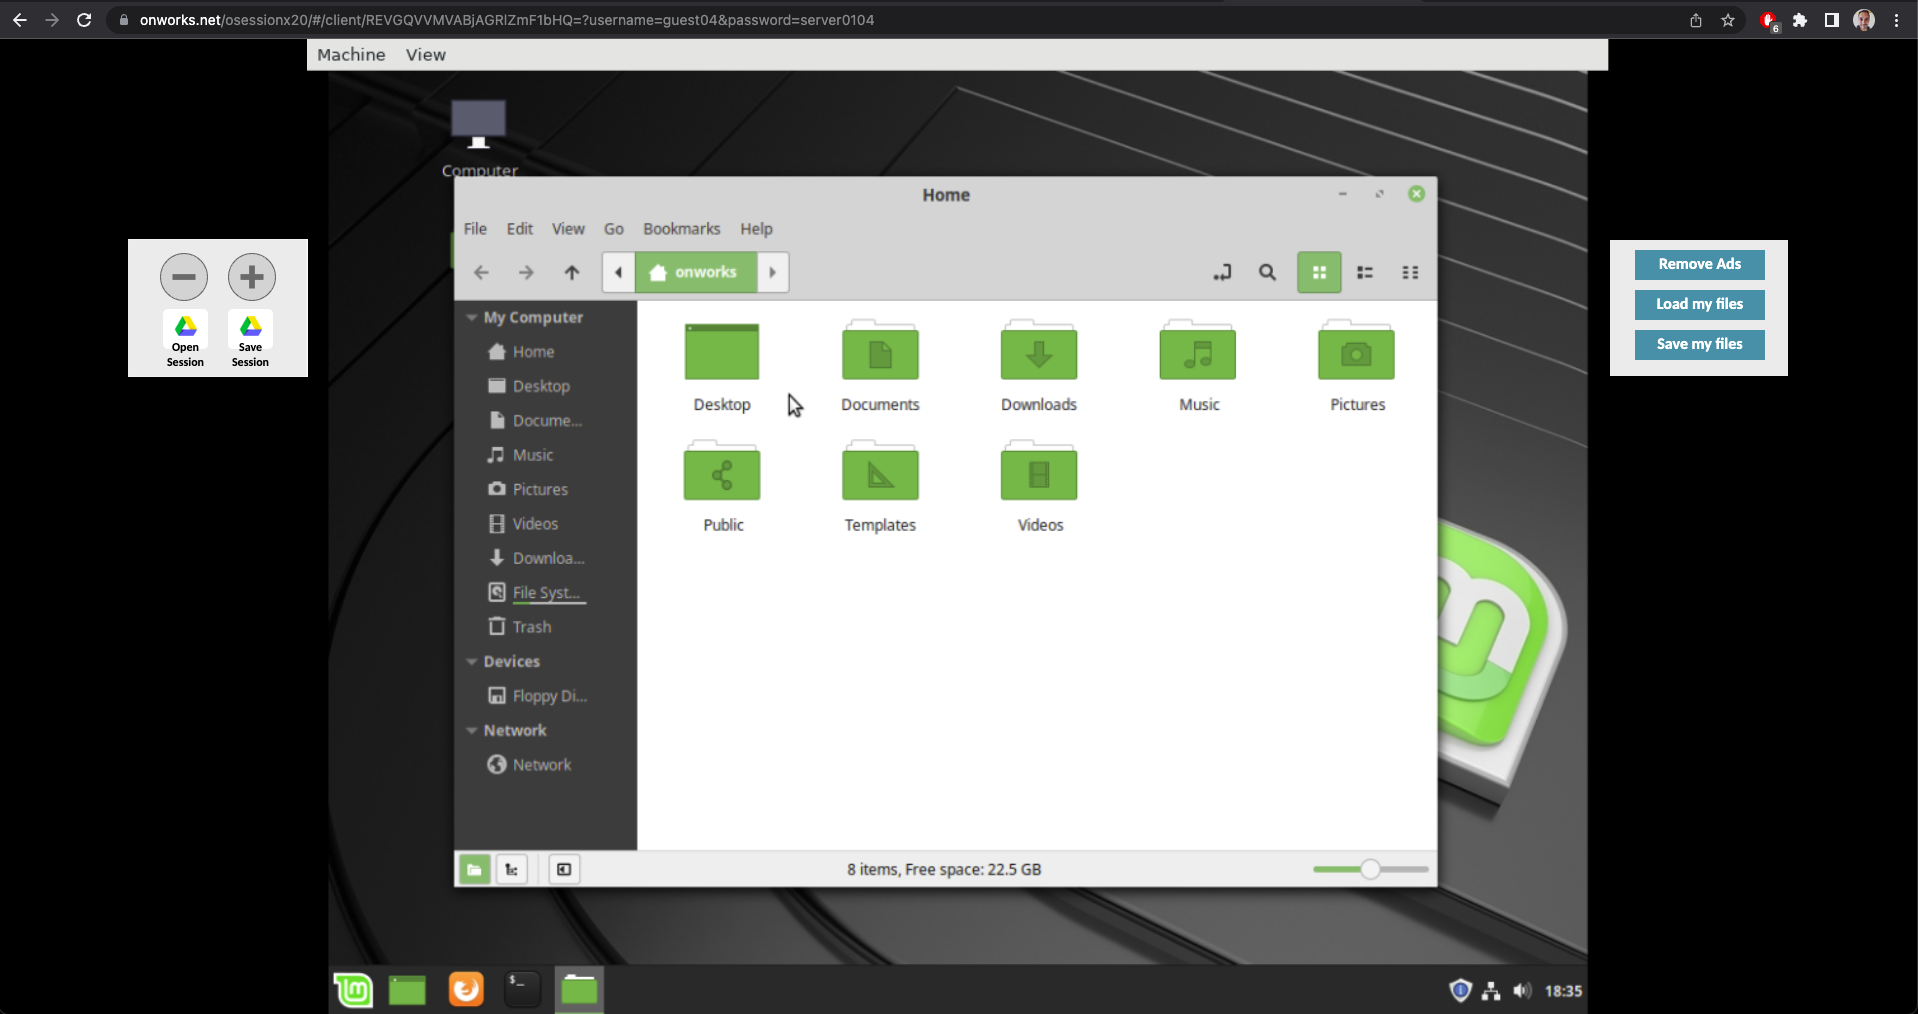 onworks.net/osessionx20/#/client/REVGQVVMVABjAGRlZmF1bHQ=?username=guest04&password=server0104
6
Machine View
Computer
Home
File Edit View Go Bookmarks Help
onworks
Open Session
Save Session
Remove Ads
Load my files
Save my files
My Computer
Home
Desktop
Docume...
Music
Pictures
Videos
Downloa...
File Syst...
Trash
Devices
Floppy Di...
Network
Network
Desktop Documents Downloads Music Pictures
Public Templates Videos
8 items, Free space: 22.5 GB
$_
18:35